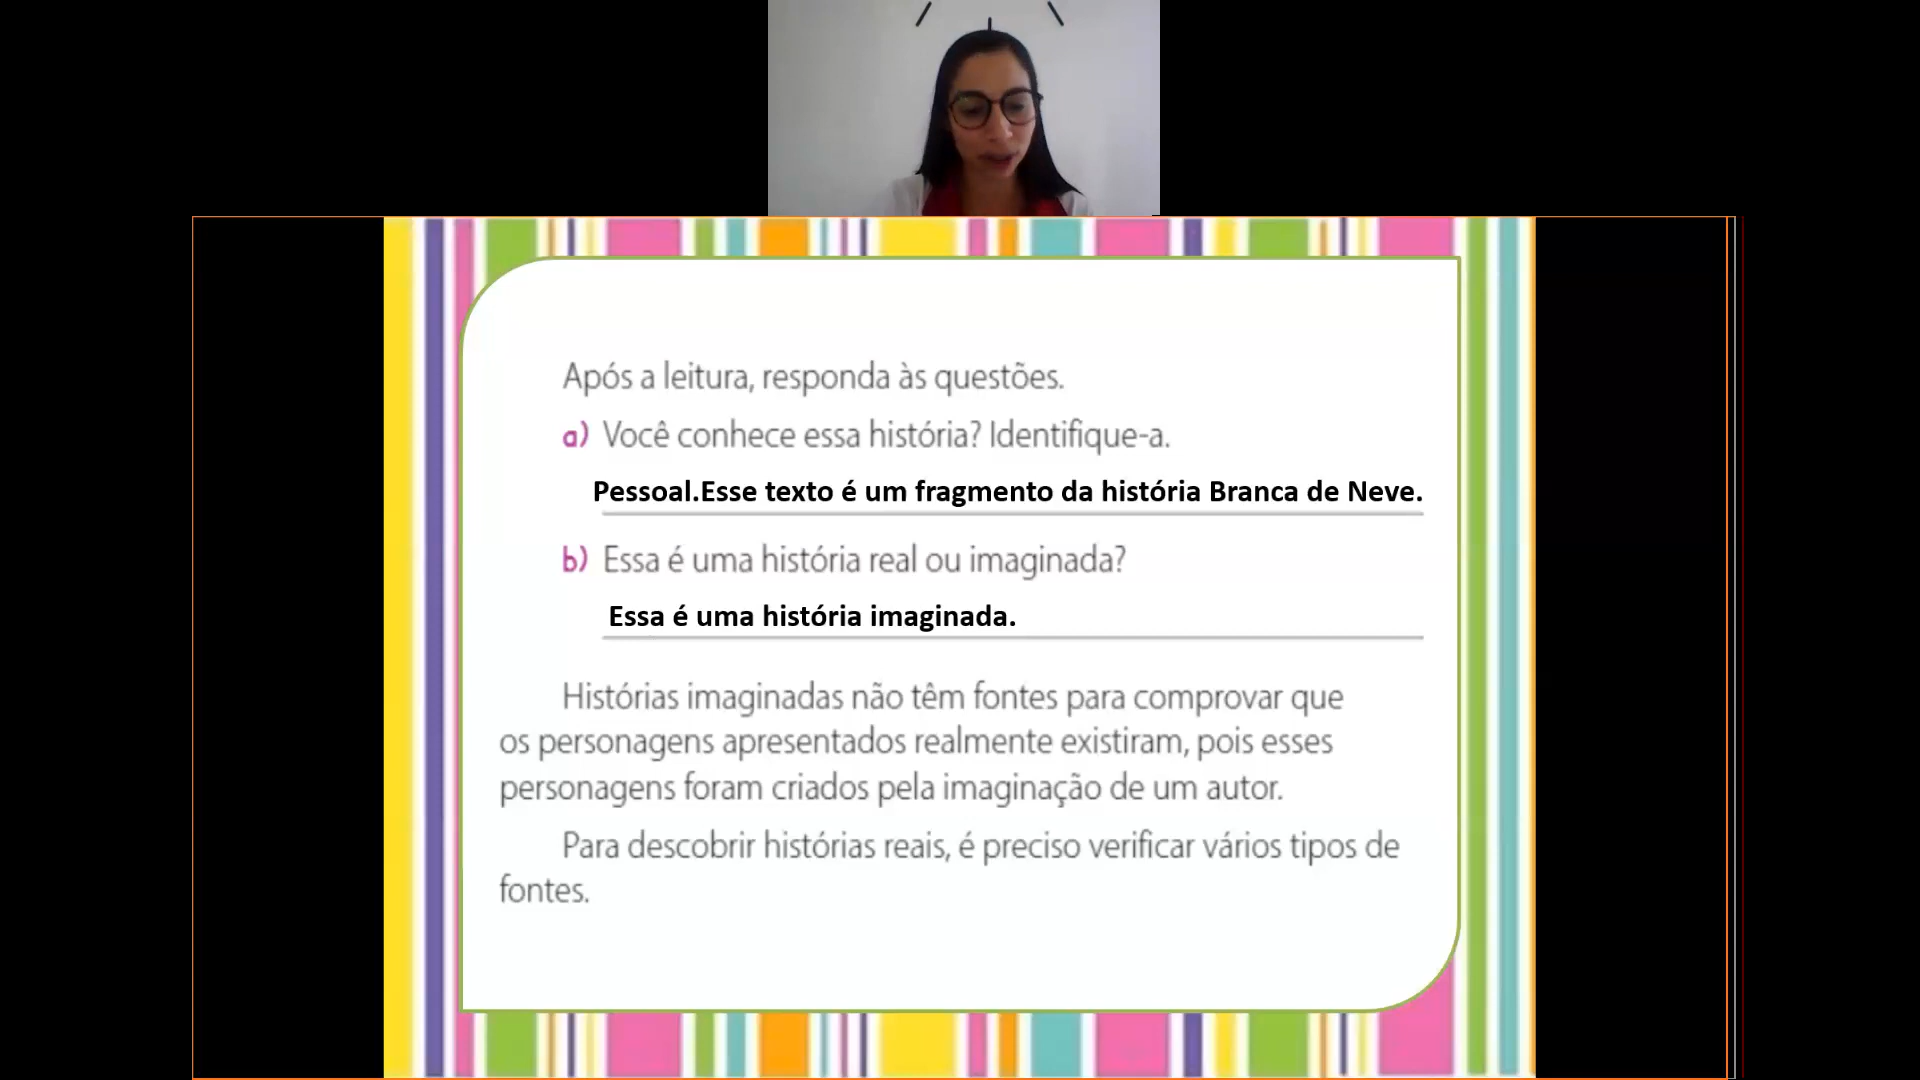 Após a leitura, responda às questões.
a) Você conhece essa história? Identifique-a.
Pessoal.Esse texto é um fragmento da história Branca de Neve.
b) Essa é uma história real ou imaginada?
Essa é uma história imaginada.
Histórias imaginadas não têm fontes para comprovar que
os personagens apresentados realmente existiram, pois esses
personagens foram criados pela imaginação de um autor.
Para descobrir histórias reais, é preciso verificar vários tipos de
fontes.